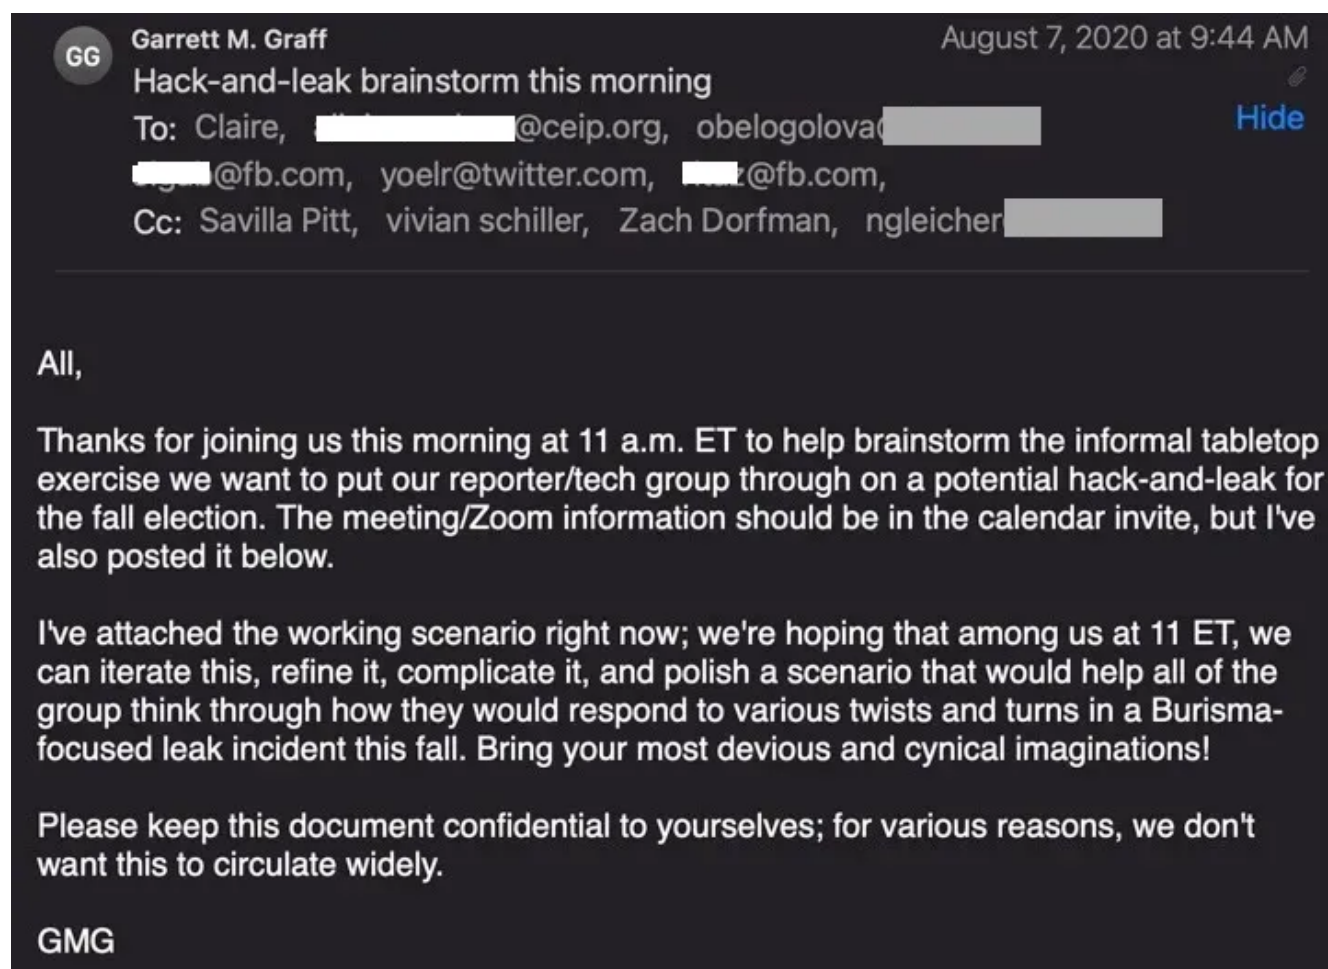 GG
Garrett M. Graff
August 7, 2020 at 9:44 AM
Hack-and-leak brainstorm this morning
To: Claire, @ceip.org, obelogolova
Hide
@fb.com, yoelr@twitter.com, z@fb.com,
Cc: Savilla Pitt, vivian schiller, Zach Dorfman, ngleicher
All,
Thanks for joining us this morning at 11 a.m. ET to help brainstorm the informal tabletop
exercise we want to put our reporter/tech group through on a potential hack-and-leak for
the fall election. The meeting/Zoom information should be in the calendar invite, but I've
also posted it below.
I've attached the working scenario right now; we're hoping that among us at 11 ET, we
can iterate this, refine it, complicate it, and polish a scenario that would help all of the
group think through how they would respond to various twists and turns in a Burisma-
focused leak incident this fall. Bring your most devious and cynical imaginations!
Please keep this document confidential to yourselves; for various reasons, we don't
want this to circulate widely.
GMG